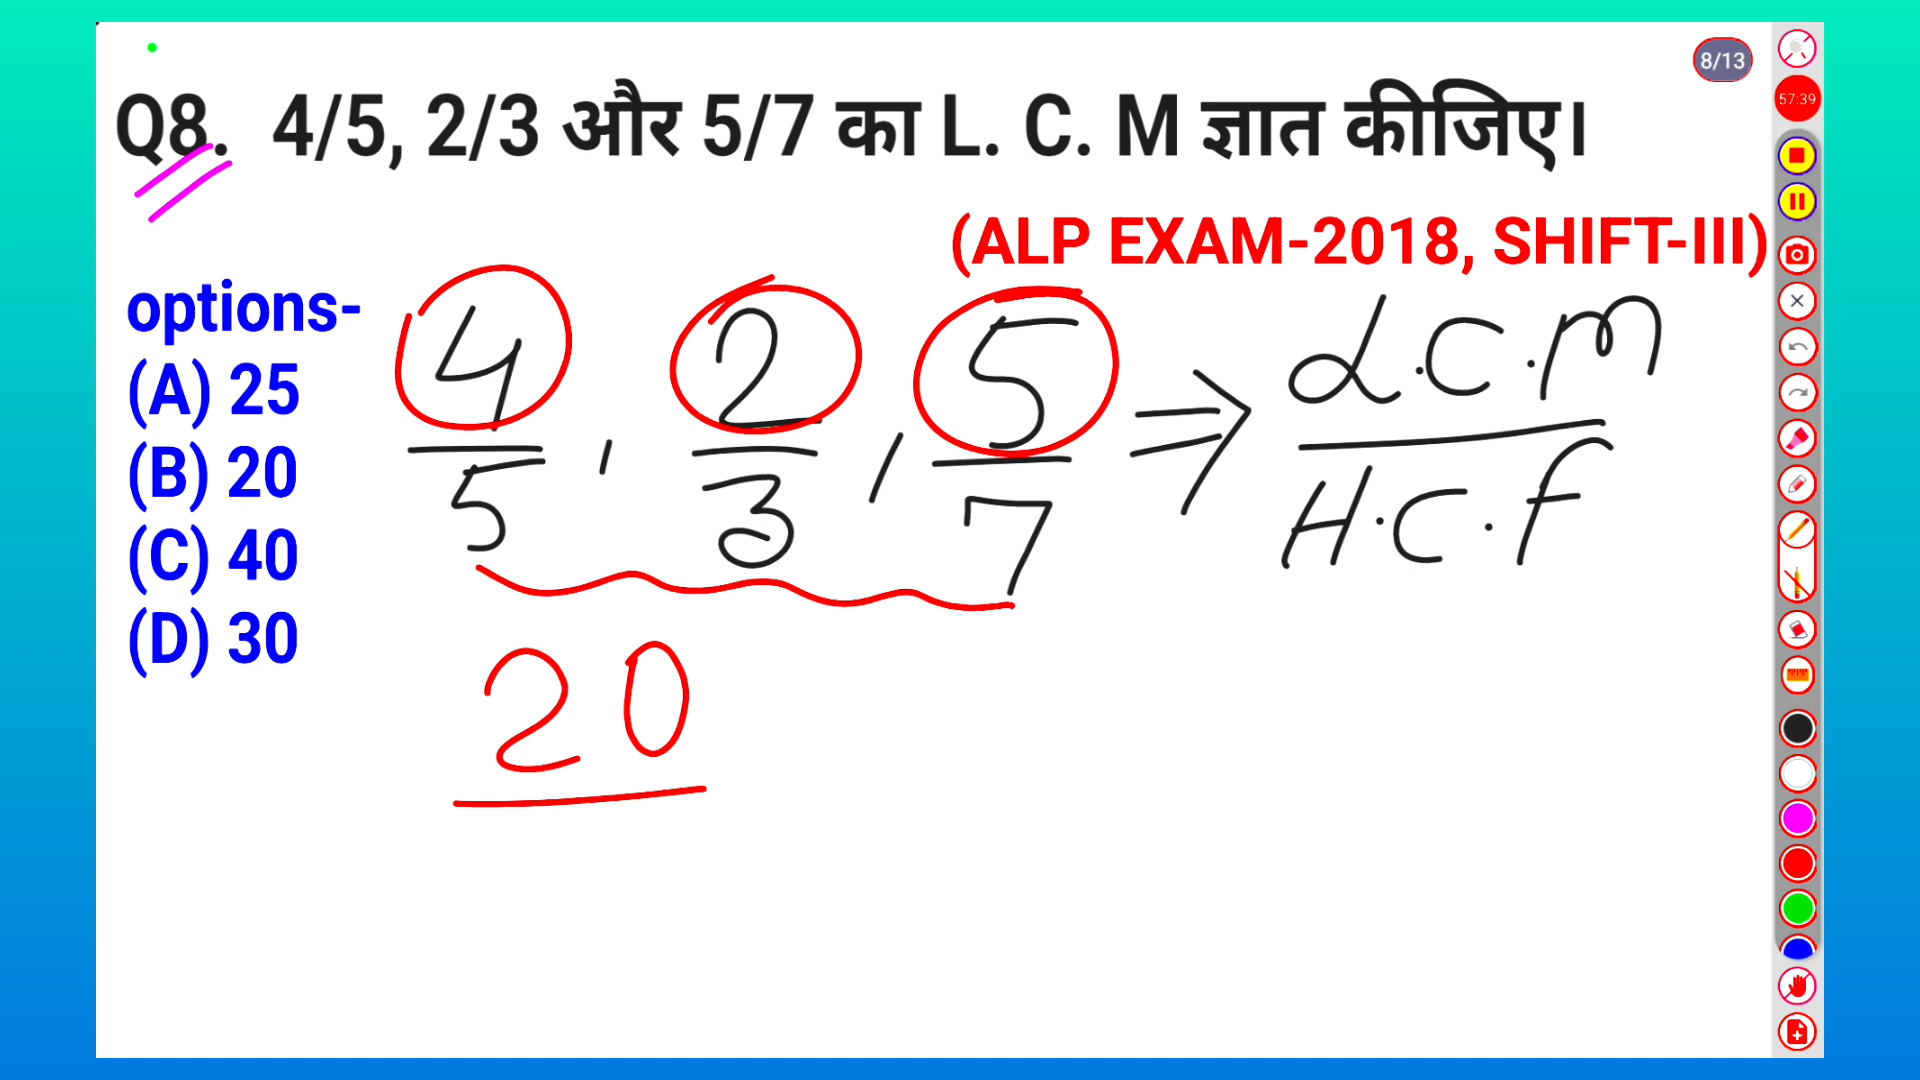 8/13
57:39
Q8. 4/5, 2/3 और 5/7 का L. C. M ज्ञात कीजिए।
(ALP EXAM-2018, SHIFT-III)
options-
(A) 25
(B) 20
(C) 40
(D) 30
4/5, 2/3, 5/7 ⇒ L.C.M/H.C.F
20